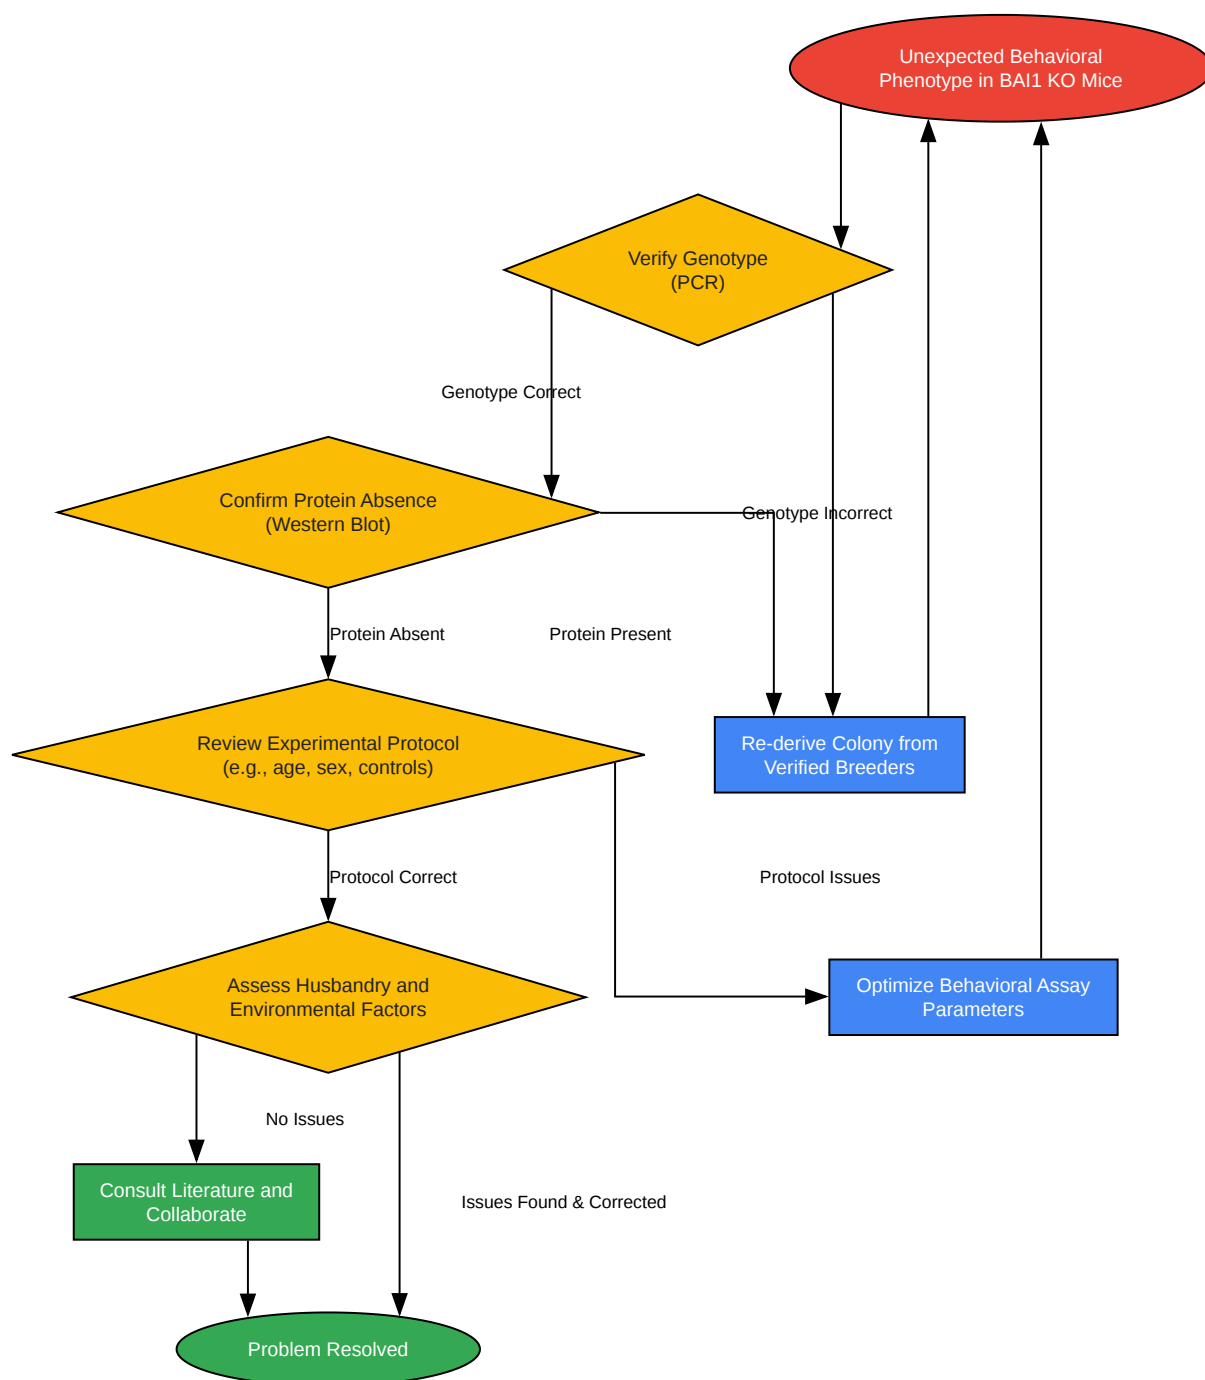 Unexpected Behavioral
Phenotype in BAI1 KO Mice
Verify Genotype
(PCR)
Genotype Correct
Confirm Protein Absence
(Western Blot)
Genotype Incorrect
Protein Absent
Protein Present
Review Experimental Protocol
(e.g., age, sex, controls)
Re-derive Colony from
Verified Breeders
Protocol Correct
Protocol Issues
Assess Husbandry and
Environmental Factors
Optimize Behavioral Assay
Parameters
No Issues
Consult Literature and
Collaborate
Issues Found & Corrected
Problem Resolved